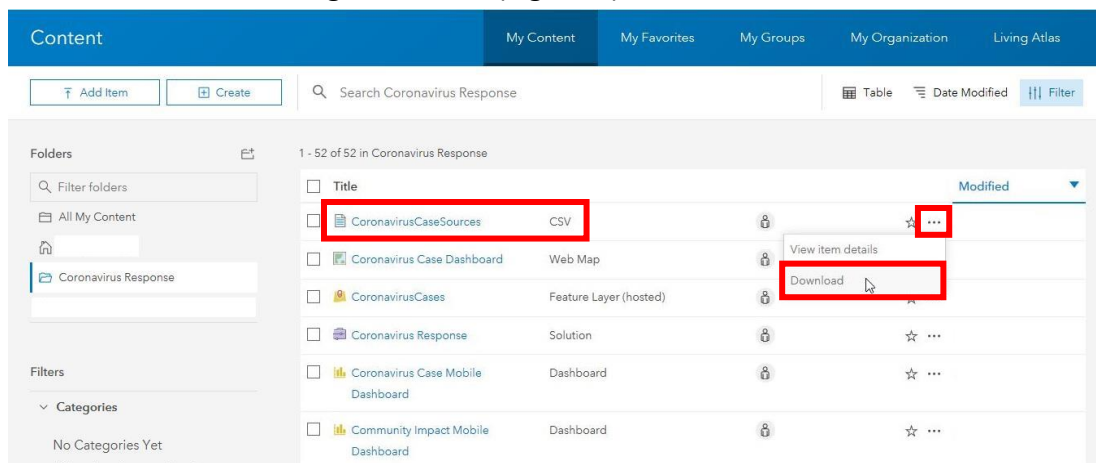 Content My Content My Favorites My Groups My Organization Living Atlas
Add Item Create Search Coronavirus Response Table Date Modified Filter
Folders 1 - 52 of 52 in Coronavirus Response
Filter folders Title Modified
All My Content CoronavirusCaseSources CSV
View item details
Coronavirus Case Dashboard Web Map
Coronavirus Response Download
CoronavirusCases Feature Layer (hosted)
Coronavirus Response Solution
Filters Coronavirus Case Mobile Dashboard
Dashboard
Categories
No Categories Yet Community Impact Mobile Dashboard
Dashboard